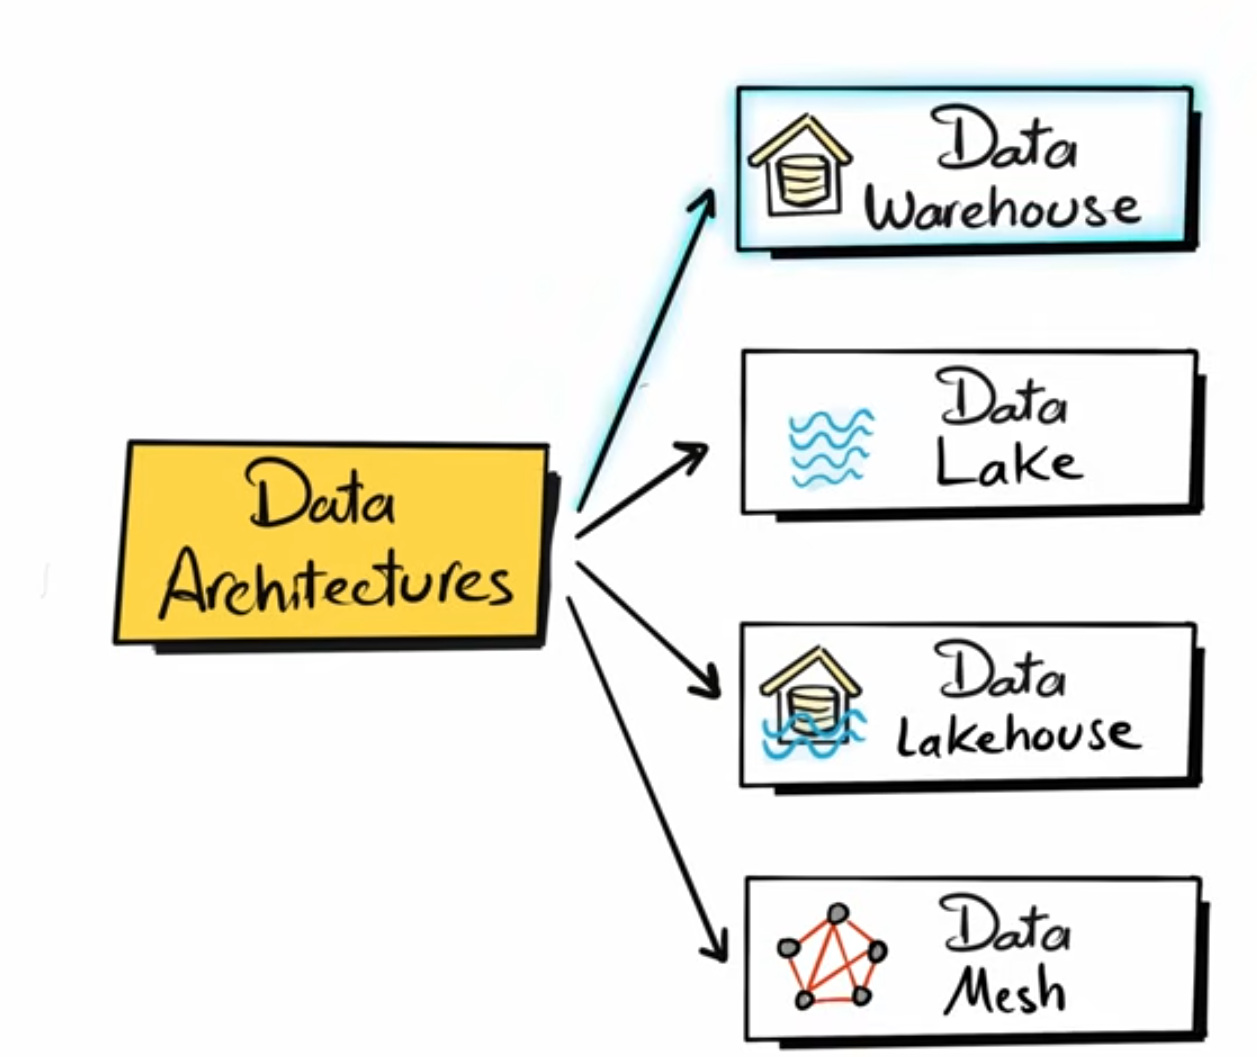 Data
Warehouse
Data
Lake
Data
Architectures
Data
Lakehouse
Data
Mesh